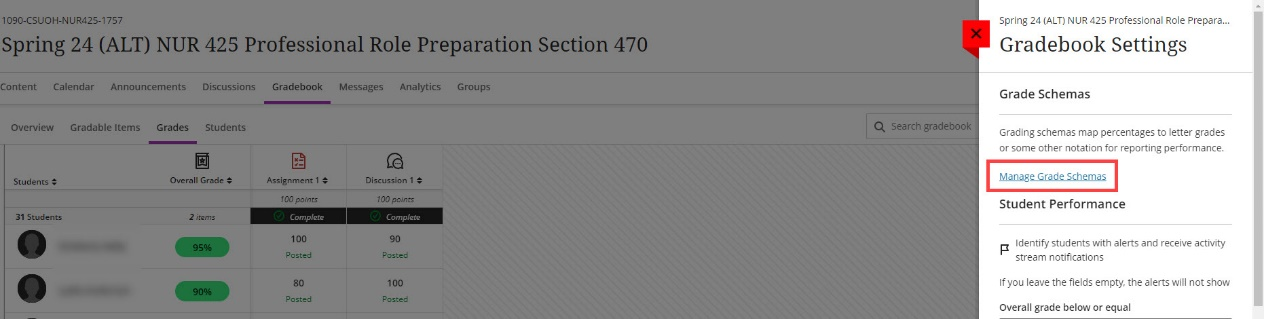 1090-CSUOH-NUR425-1757
Spring 24 (ALT) NUR 425 Professional Role Preparation Section 470
Content Calendar Announcements Discussions Gradebook Messages Analytics Groups
Overview Gradable Items Grades Students
Search gradebook
Students Overall Grade Assignment 1 Discussion 1
100 points 100 points
31 Students 2 items Complete Complete
95% 100 90
Posted Posted
90% 80 100
Posted Posted
Spring 24 (ALT) NUR 425 Professional Role Prepara...
Gradebook Settings
Grade Schemas
Grading schemas map percentages to letter grades
or some other notation for reporting performance.
Manage Grade Schemas
Student Performance
Identify students with alerts and receive activity
stream notifications
If you leave the fields empty, the alerts will not show
Overall grade below or equal